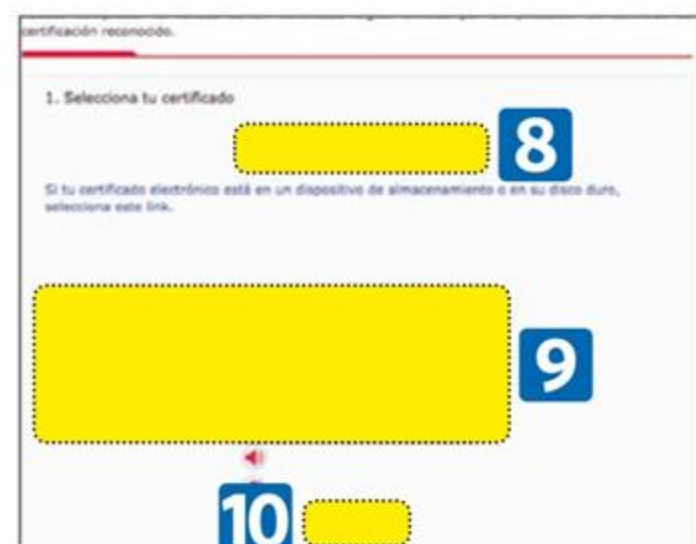 certificación reconocido.
1. Selecciona tu certificado
8
Si tu certificado electrónico está en un dispositivo de almacenamiento o en su disco duro,
selecciona este link.
9
10